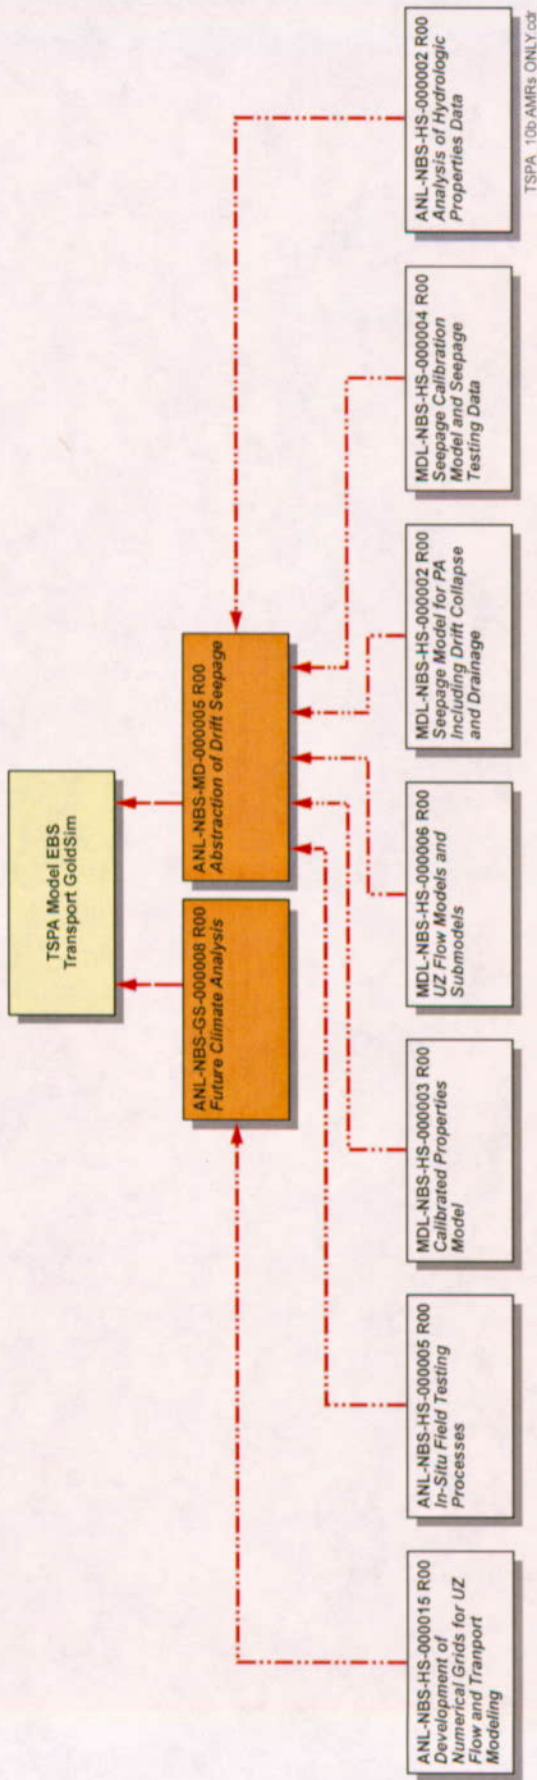 TSPA Model EBS
Transport GoldSim
ANL-NBS-GS-000008 R00
Future Climate Analysis
ANL-NBS-MD-000005 R00
Abstraction of Drift Seepage
ANL-NBS-HS-000015 R00
Development of
Numerical Grids for UZ
Flow and Tranport
Modeling
ANL-NBS-HS-000005 R00
In-Situ Field Testing
Processes
MDL-NBS-HS-000003 R00
Calibrated Properties
Model
MDL-NBS-HS-000006 R00
UZ Flow Models and
Submodels
MDL-NBS-HS-000002 R00
Seepage Model for PA
Including Drift Collapse
and Drainage
MDL-NBS-HS-000004 R00
Seepage Calibration
Model and Seepage
Testing Data
ANL-NBS-HS-000002 R00
Analysis of Hydrologic
Properties Data
TSPA_10b AMRs ONLY.cdr